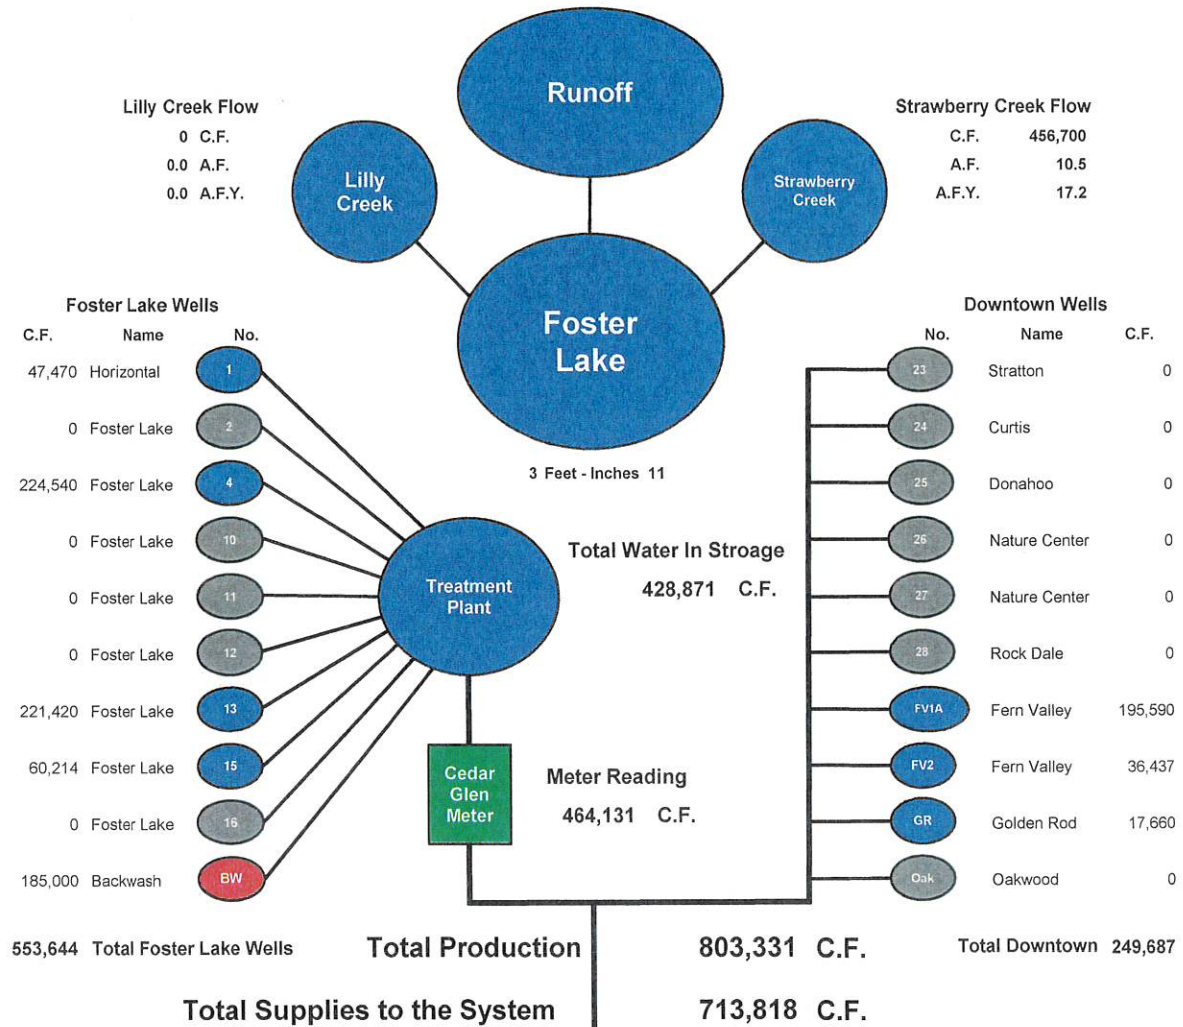 Runoff
Lilly Creek Flow
0 C.F.
0.0 A.F.
0.0 A.F.Y.
Strawberry Creek Flow
C.F. 456,700
A.F. 10.5
A.F.Y. 17.2
Lilly
Creek
Strawberry
Creek
Foster
Lake
3 Feet - Inches 11
Foster Lake Wells
C.F. Name No.
47,470 Horizontal 1
0 Foster Lake 2
224,540 Foster Lake 4
0 Foster Lake 10
0 Foster Lake 11
0 Foster Lake 12
221,420 Foster Lake 13
60,214 Foster Lake 15
0 Foster Lake 16
185,000 Backwash BW
553,644 Total Foster Lake Wells
Treatment
Plant
Total Water In Stroage
428,871 C.F.
Cedar
Glen
Meter
Meter Reading
464,131 C.F.
Downtown Wells
No. Name C.F.
23 Stratton 0
24 Curtis 0
25 Donahoo 0
26 Nature Center 0
27 Nature Center 0
28 Rock Dale 0
FV1A Fern Valley 195,590
FV2 Fern Valley 36,437
GR Golden Rod 17,660
Oak Oakwood 0
Total Downtown 249,687
Total Production 803,331 C.F.
Total Supplies to the System 713,818 C.F.